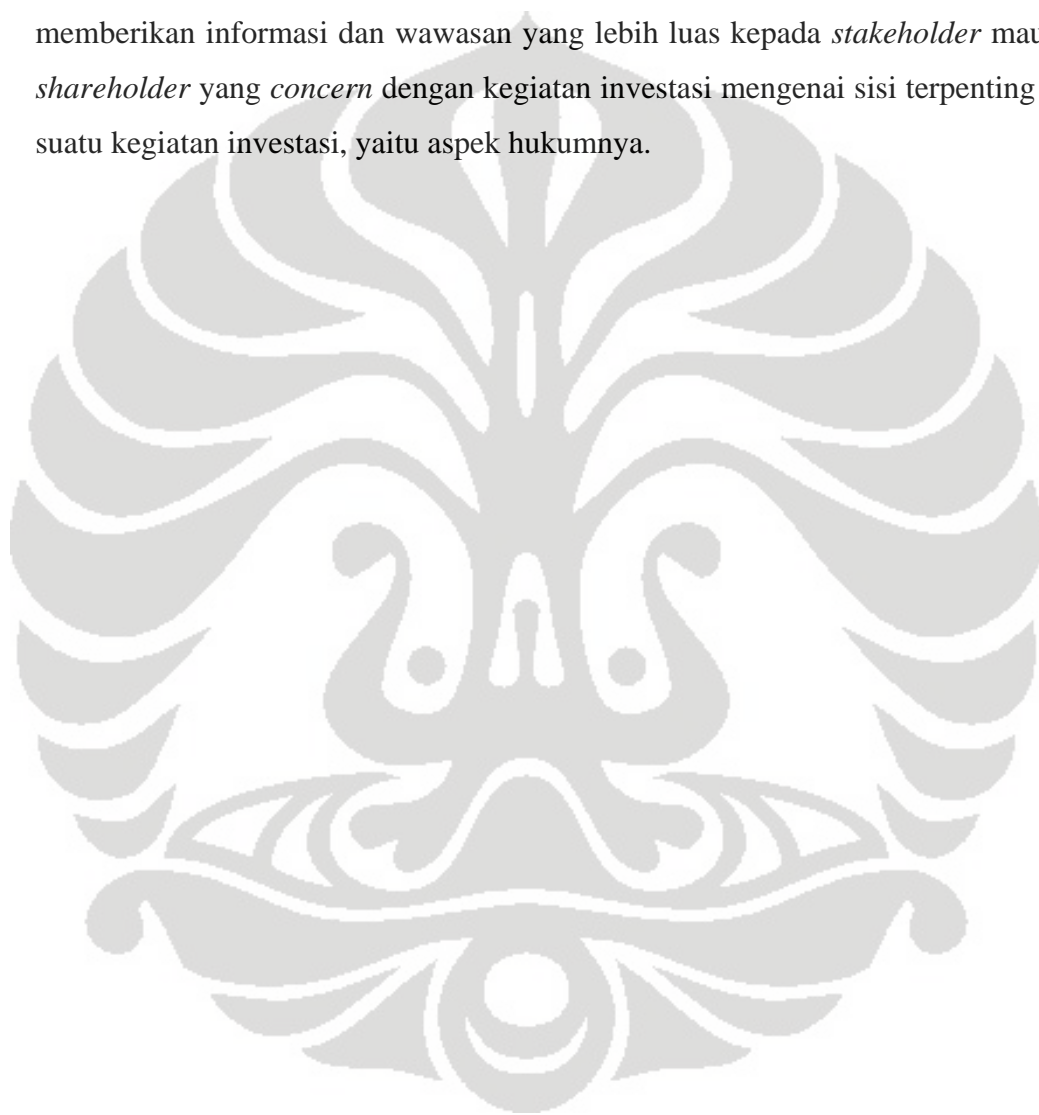 memberikan informasi dan wawasan yang lebih luas kepada stakeholder mau
shareholder yang concern dengan kegiatan investasi mengenai sisi terpenting
suatu kegiatan investasi, yaitu aspek hukumnya.